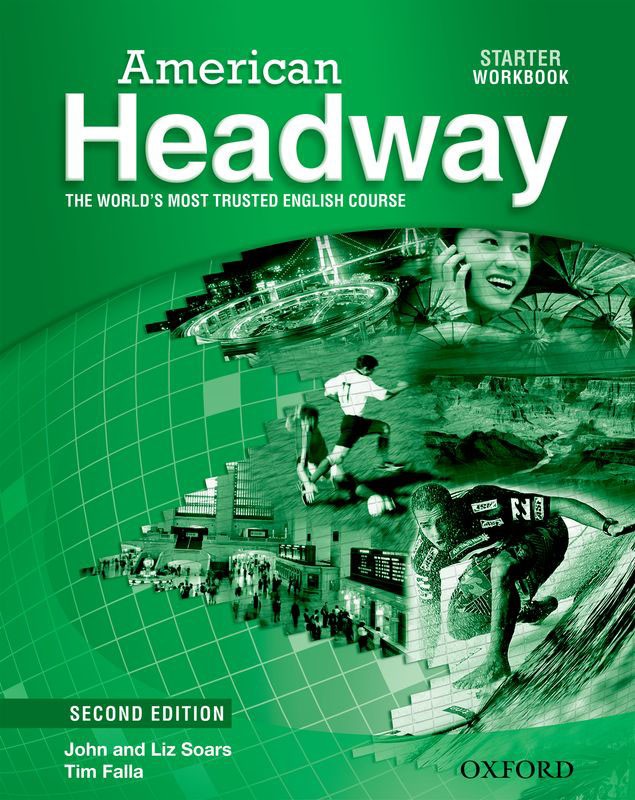 American
Headway
STARTER
WORKBOOK
THE WORLD'S MOST TRUSTED ENGLISH COURSE
11
SECOND EDITION
John and Liz Soars
Tim Falla
OXFORD